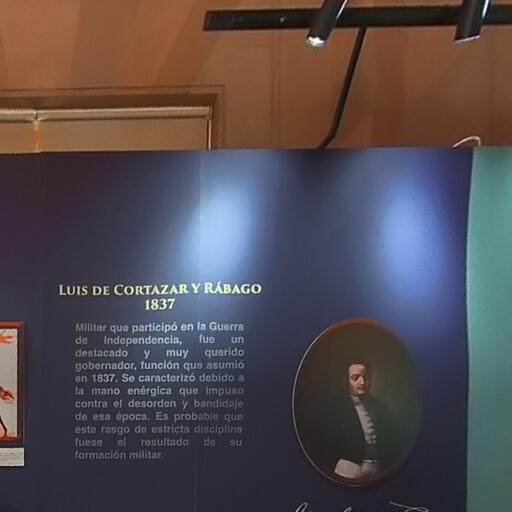 LUIS DE CORTAZAR Y RÁBAGO
1837
Militar que participó en la Guerra
de Independencia, fue un
destacado y muy querido
gobernador, función que asumió
en 1837. Se caracterizó debido a
la mano enérgica que impuso
contra el desorden y bandidaje
de esa época. Es probable que
este rasgo de estricta disciplina
fuese el resultado de su
formación militar.